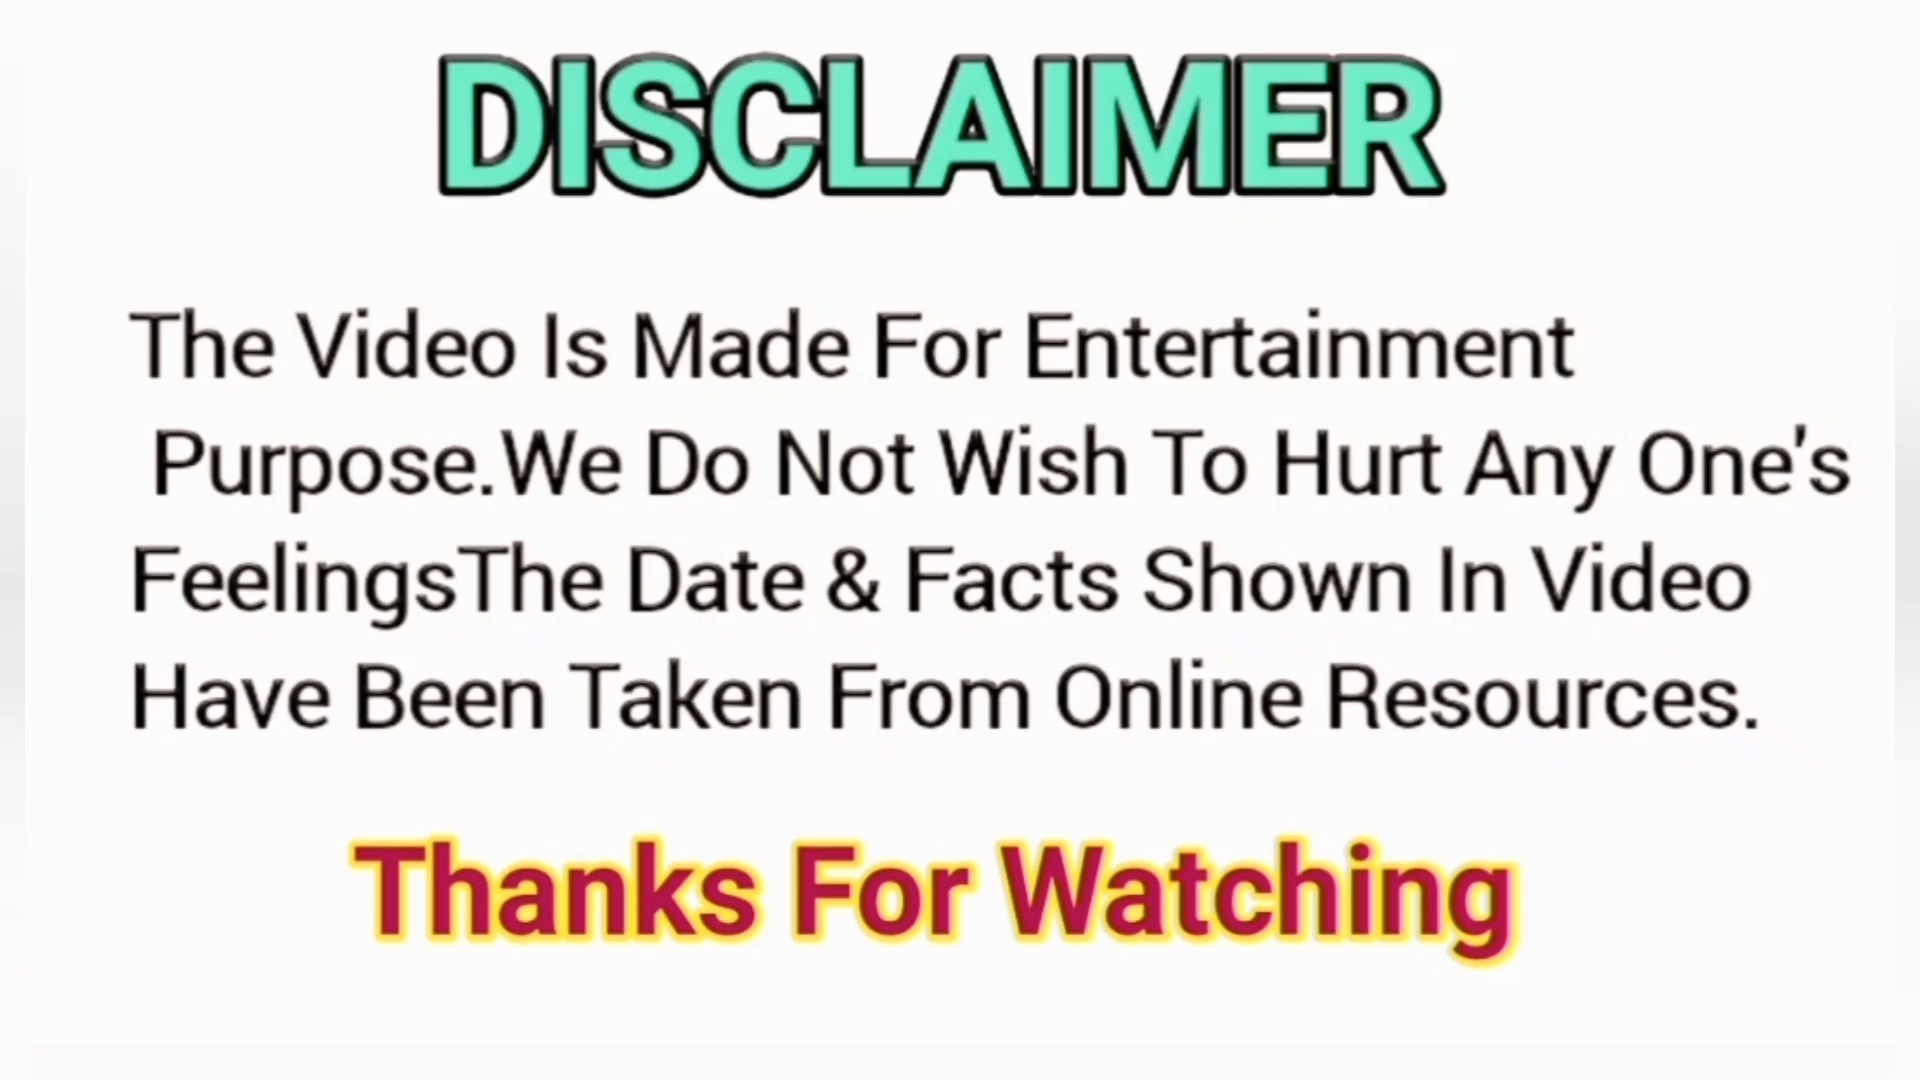 DISCLAIMER
The Video Is Made For Entertainment
Purpose.We Do Not Wish To Hurt Any One's
FeelingsThe Date & Facts Shown In Video
Have Been Taken From Online Resources.
Thanks For Watching